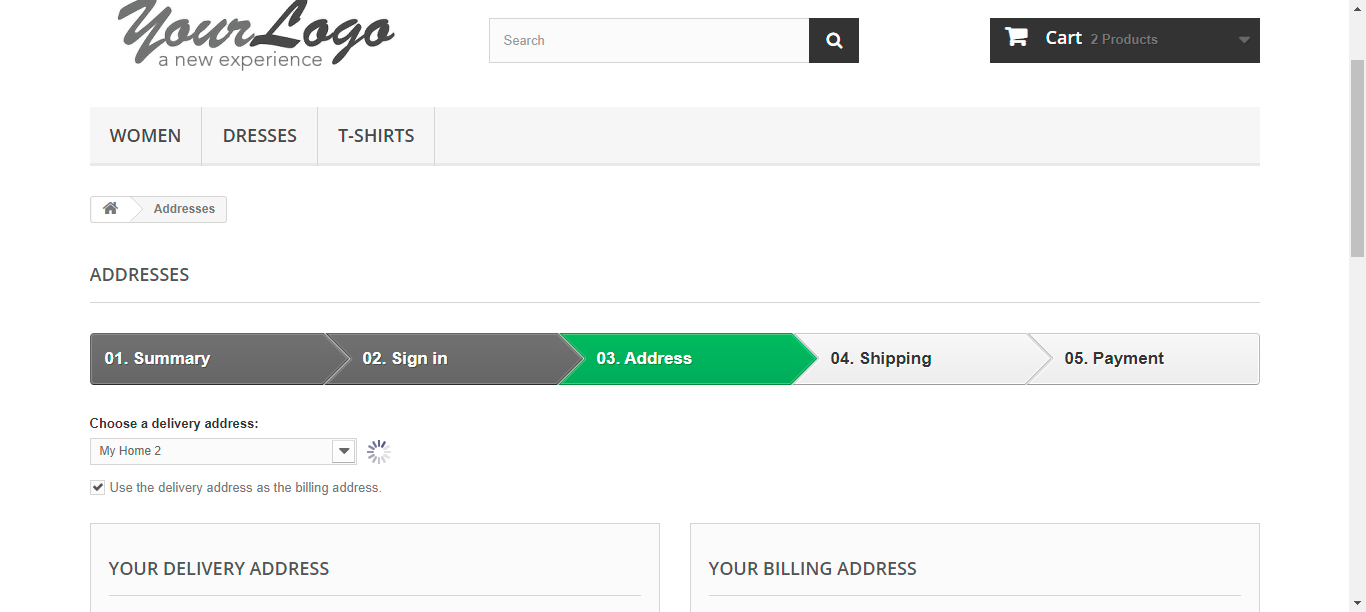 YourLogo
a new experience
Search
Cart 2 Products
WOMEN DRESSES T-SHIRTS
Addresses
ADDRESSES
01. Summary 02. Sign in 03. Address 04. Shipping 05. Payment
Choose a delivery address:
My Home 2
Use the delivery address as the billing address.
YOUR DELIVERY ADDRESS YOUR BILLING ADDRESS